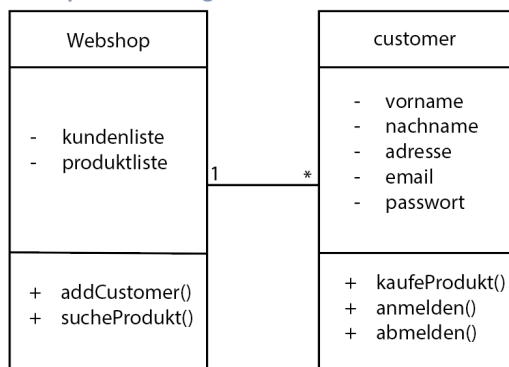 Webshop
- kundenliste
- produktliste
+ addCustomer()
+ sucheProdukt()
1
*
customer
- vorname
- nachname
- adresse
- email
- passwort
+ kaufeProdukt()
+ anmelden()
+ abmelden()